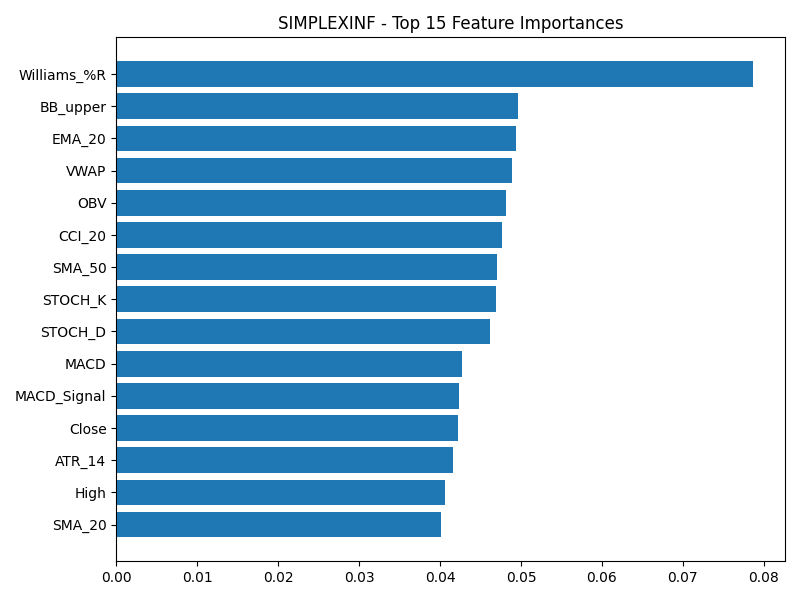 SIMPLEXINF - Top 15 Feature Importances
Williams_%R
BB_upper
EMA_20
VWAP
OBV
CCI_20
SMA_50
STOCH_K
STOCH_D
MACD
MACD_Signal
Close
ATR_14
High
SMA_20
0.00 0.01 0.02 0.03 0.04 0.05 0.06 0.07 0.08